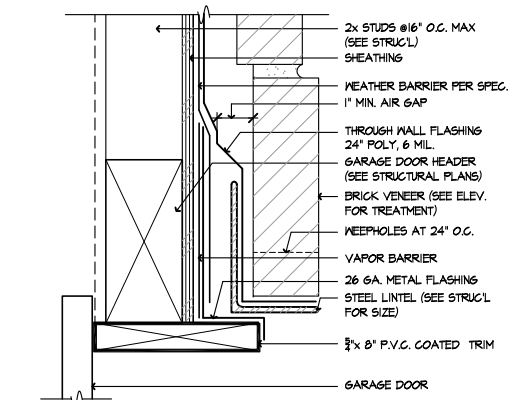 2x STUDS @16" O.C. MAX
(SEE STRUC'L)
SHEATHING
WEATHER BARRIER PER SPEC.
1" MIN. AIR GAP
THROUGH WALL FLASHING
24" POLY, 6 MIL.
GARAGE DOOR HEADER
(SEE STRUCTURAL PLANS)
BRICK VENEER (SEE ELEV.
FOR TREATMENT)
WEEPHOLES AT 24" O.C.
VAPOR BARRIER
26 GA. METAL FLASHING
STEEL LINTEL (SEE STRUC'L
FOR SIZE)
5/4"x 8" P.V.C. COATED TRIM
GARAGE DOOR